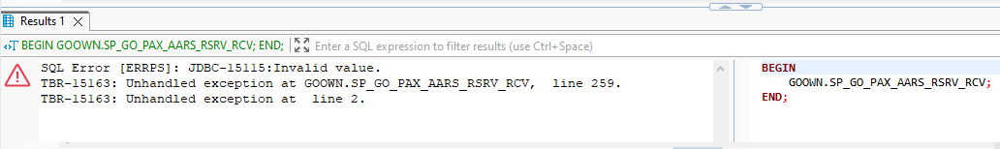 Results 1
BEGIN GOOWN.SP_GO_PAX_AARS_RSRV_RCV; END;
Enter a SQL expression to filter results (use Ctrl+Space)
SQL Error [ERRPS]: JDBC-15115:Invalid value.
TBR-15163: Unhandled exception at GOOWN.SP_GO_PAX_AARS_RSRV_RCV,  line 259.
TBR-15163: Unhandled exception at  line 2.
BEGIN
GOOWN.SP_GO_PAX_AARS_RSRV_RCV;
END;